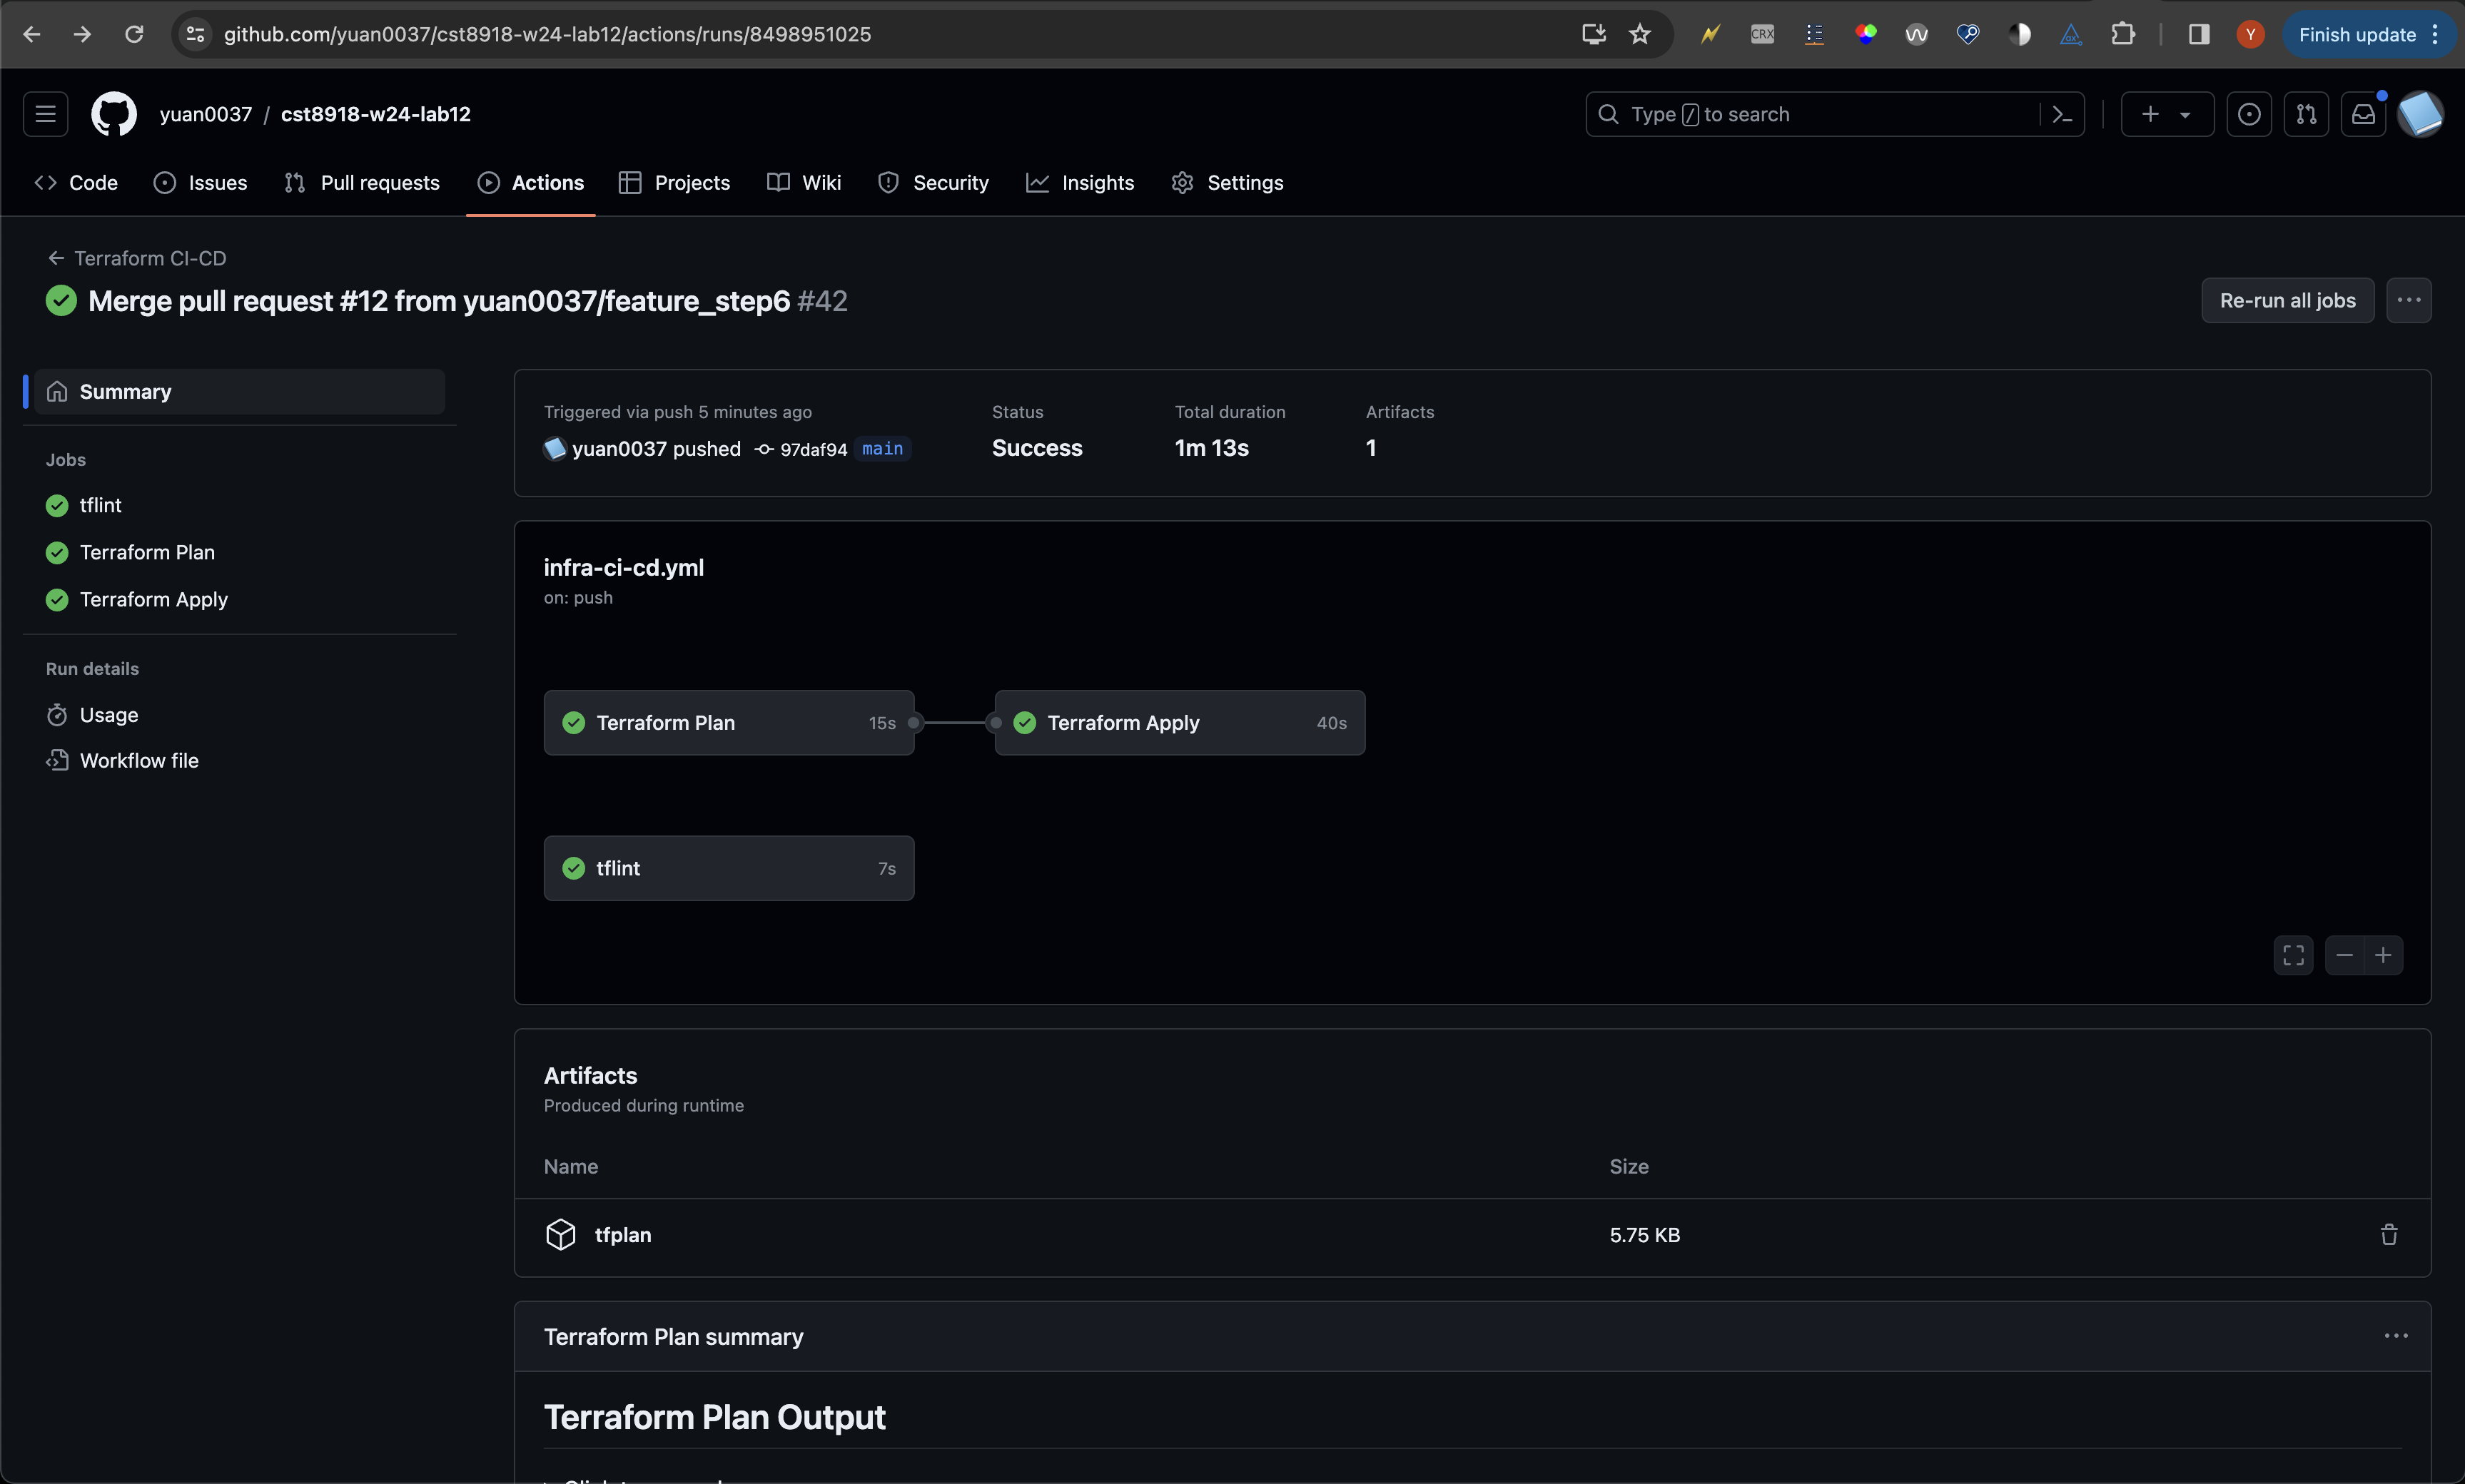 github.com/yuan0037/cst8918-w24-lab12/actions/runs/8498951025
CRX
Y
Finish update
yuan0037 / cst8918-w24-lab12
Type / to search
Code
Issues
Pull requests
Actions
Projects
Wiki
Security
Insights
Settings
Terraform CI-CD
Merge pull request #12 from yuan0037/feature_step6 #42
Re-run all jobs
Summary
Jobs
tflint
Terraform Plan
Terraform Apply
Run details
Usage
Workflow file
Triggered via push 5 minutes ago
yuan0037 pushed 97daf94 main
Status
Success
Total duration
1m 13s
Artifacts
1
infra-ci-cd.yml
on: push
Terraform Plan 15s
Terraform Apply 40s
tflint 7s
Artifacts
Produced during runtime
Name Size
tfplan 5.75 KB
Terraform Plan summary
Terraform Plan Output